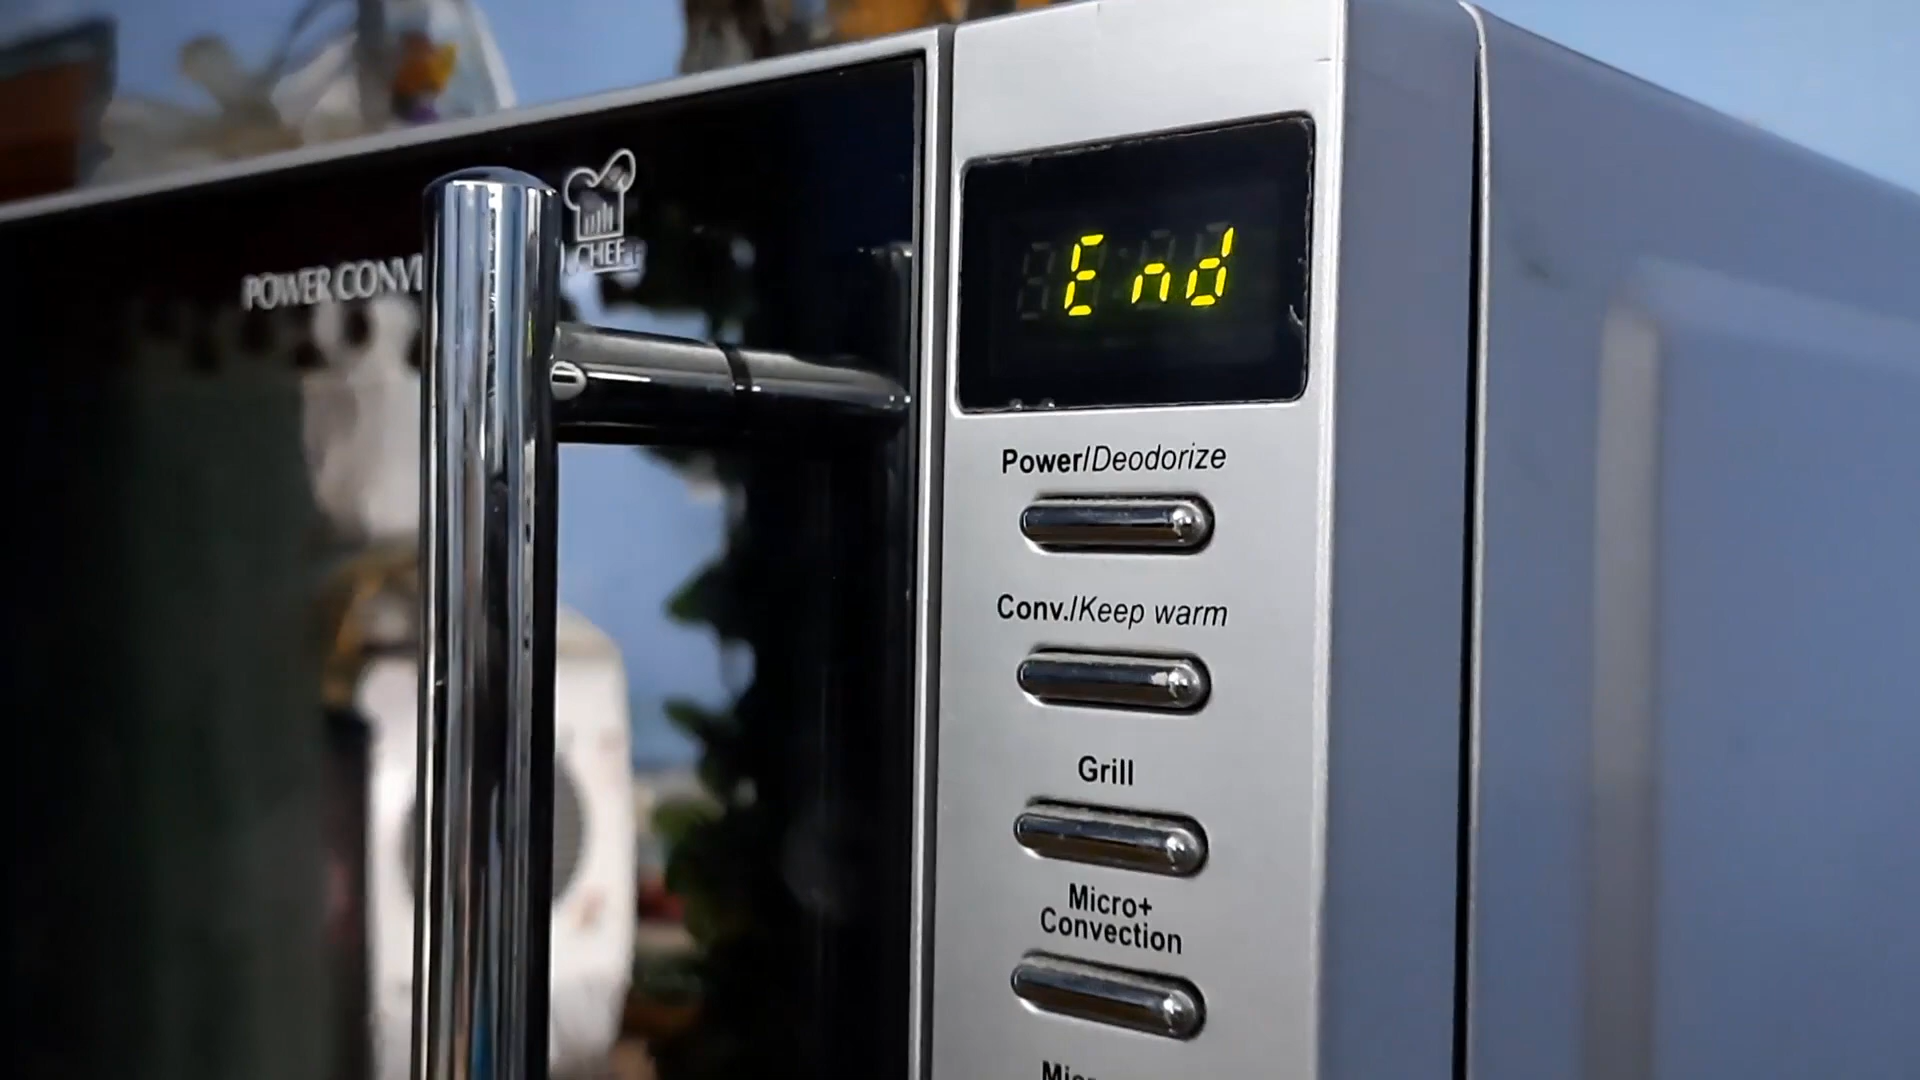 End
POWER CONV
CHEF
Power/Deodorize
Conv./Keep warm
Grill
Micro+
Convection